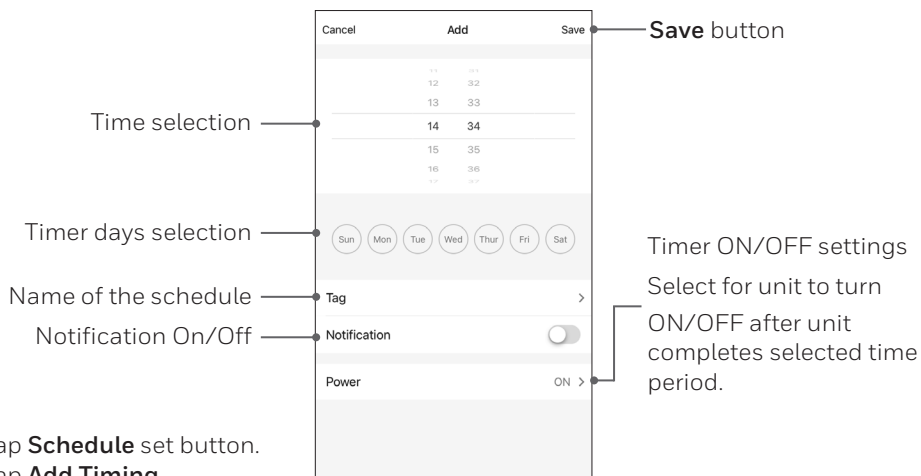 Cancel Add Save
Save button
12 32
13 33
14 34
15 35
16 36
Time selection
Sun Mon Tue Wed Thur Fri Sat
Timer days selection
Tag
Name of the schedule
Notification
Notification On/Off
Power ON
Timer ON/OFF settings
Select for unit to turn
ON/OFF after unit
completes selected time
period.
Schedule set button.
Add Timing